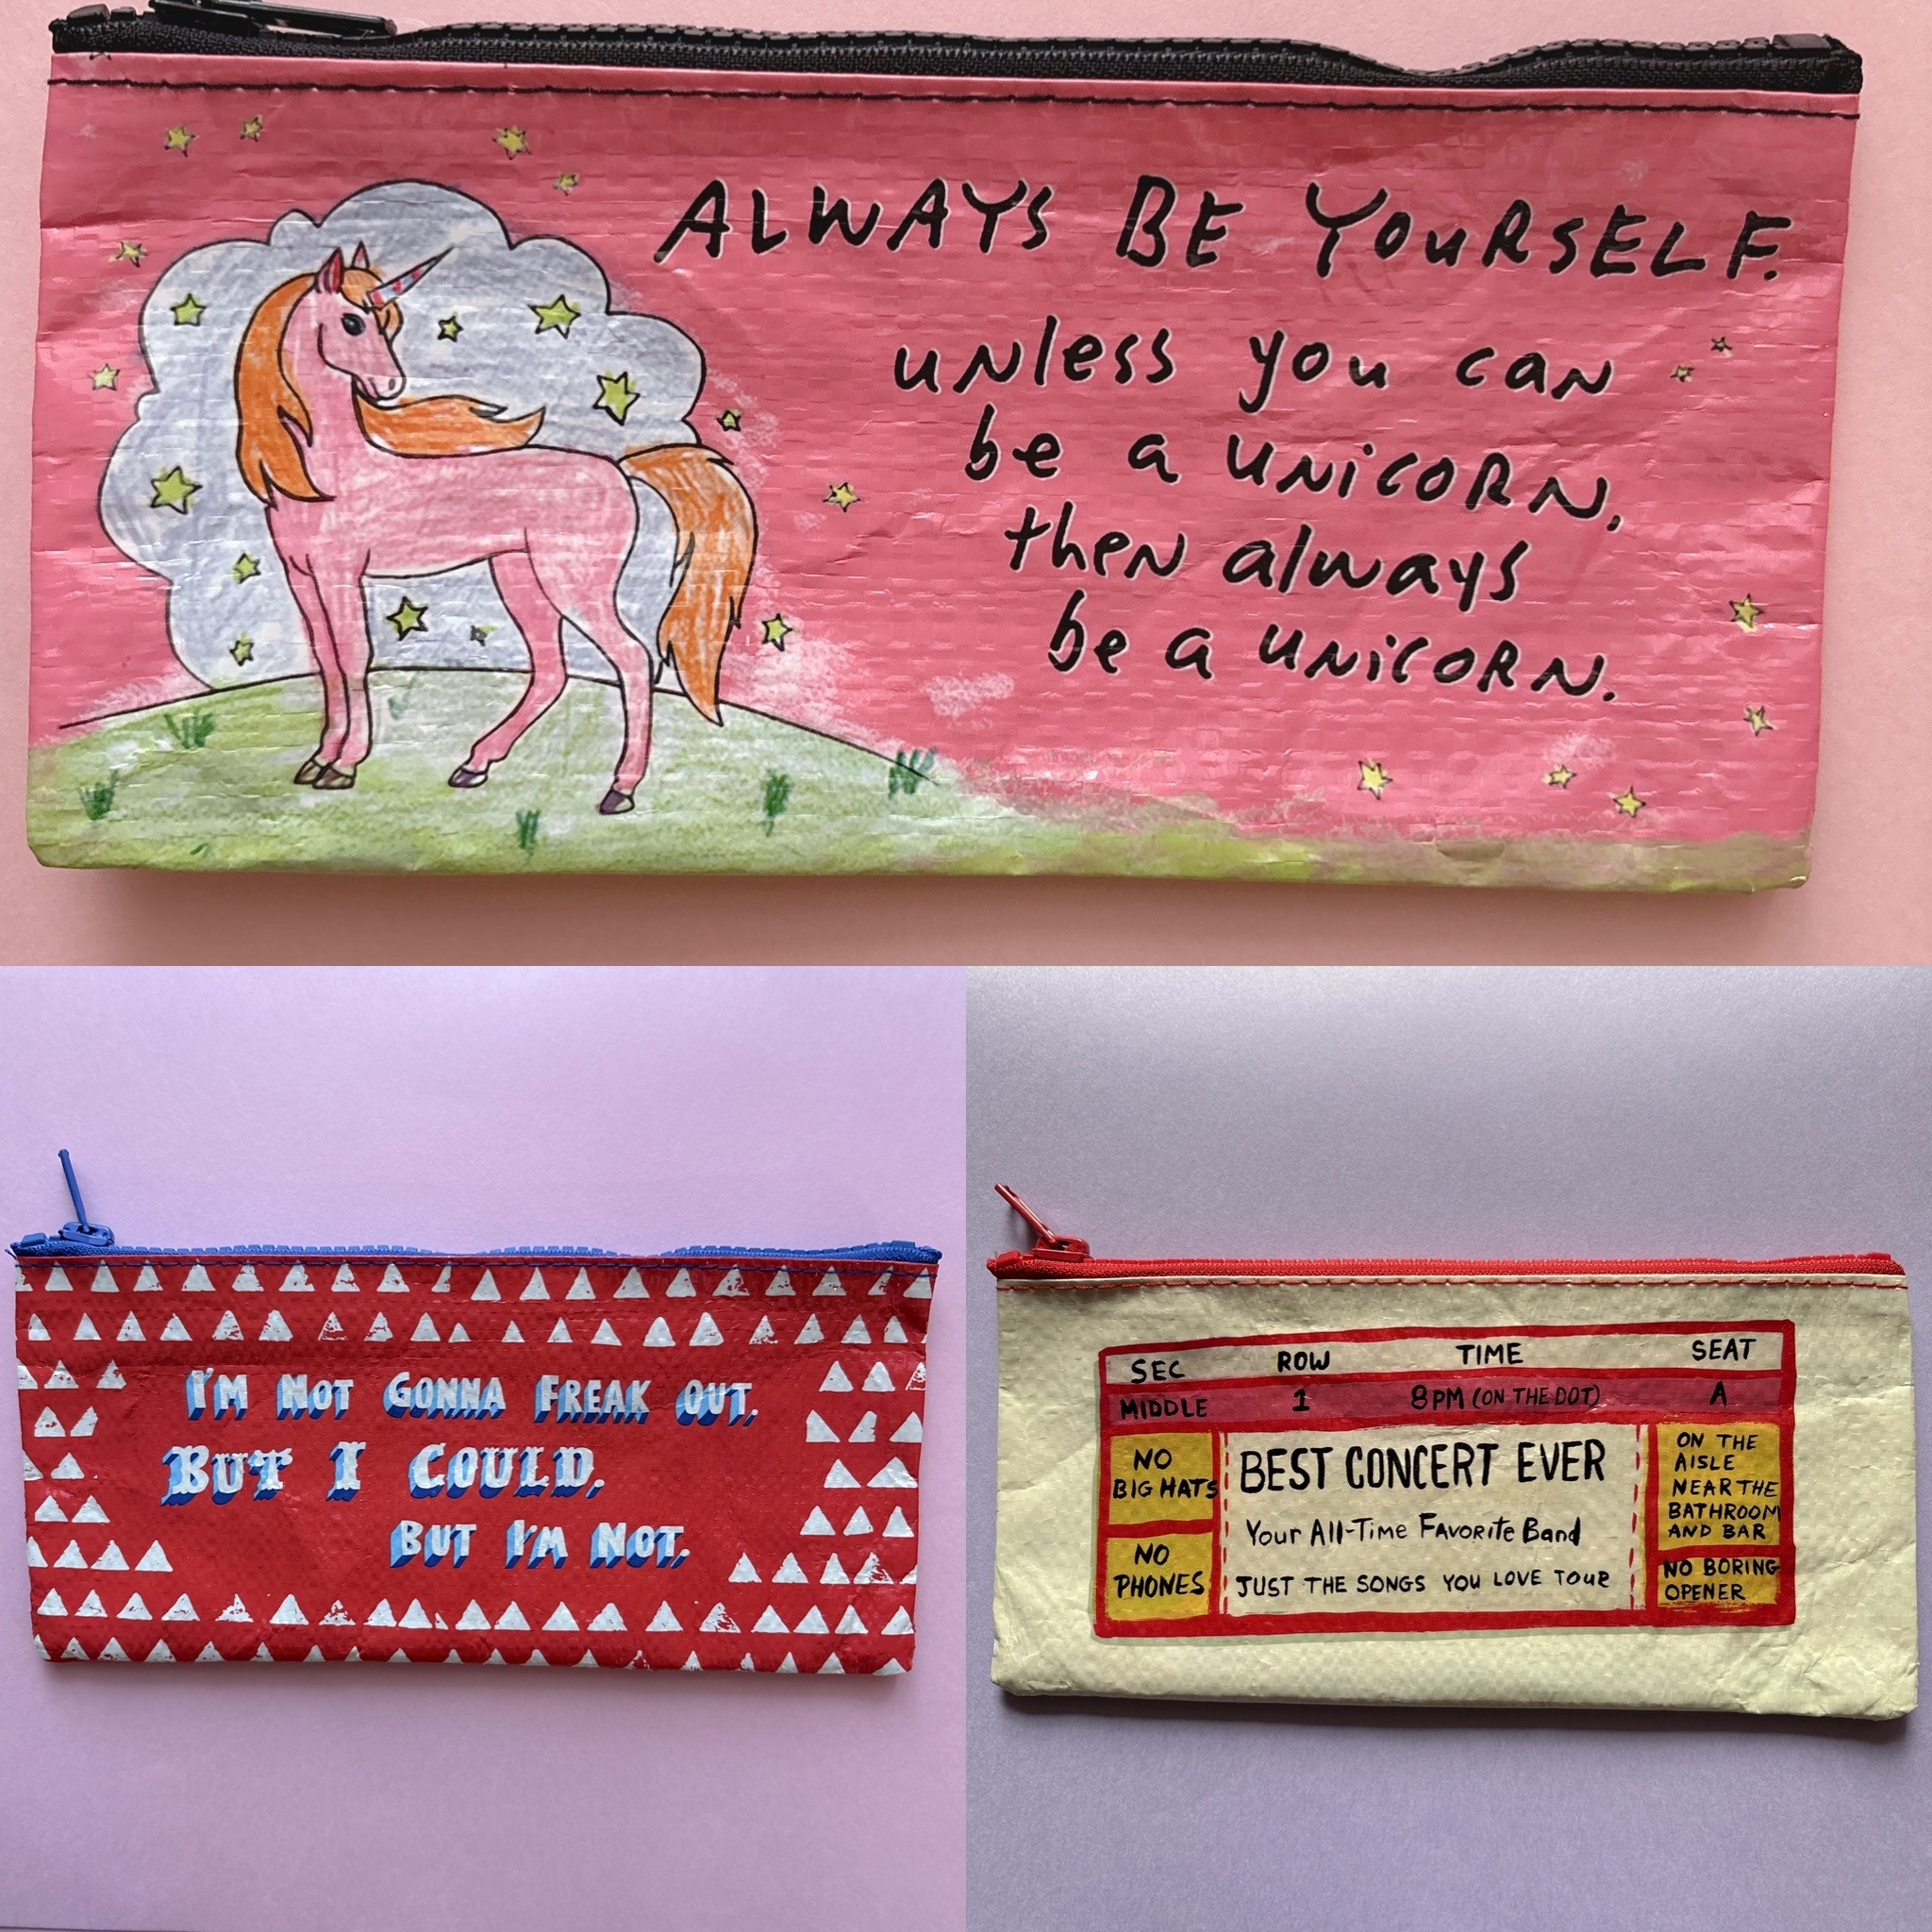 ALWAYS BE YOURSELF.
unless you can
be a unicorn,
then always
be a unicorn.
I'M NOT GONNA FREAK OUT.
BUT I COULD.
BUT I'M NOT.
SEC ROW TIME SEAT
MIDDLE 1 8PM (ON THE DOT) A
NO
BIG HATS
NO
PHONES
BEST CONCERT EVER
Your All-Time Favorite Band
JUST THE SONGS YOU LOVE TOUR
ON THE
AISLE
NEAR THE
BATHROOM
AND BAR
NO BORING
OPENER